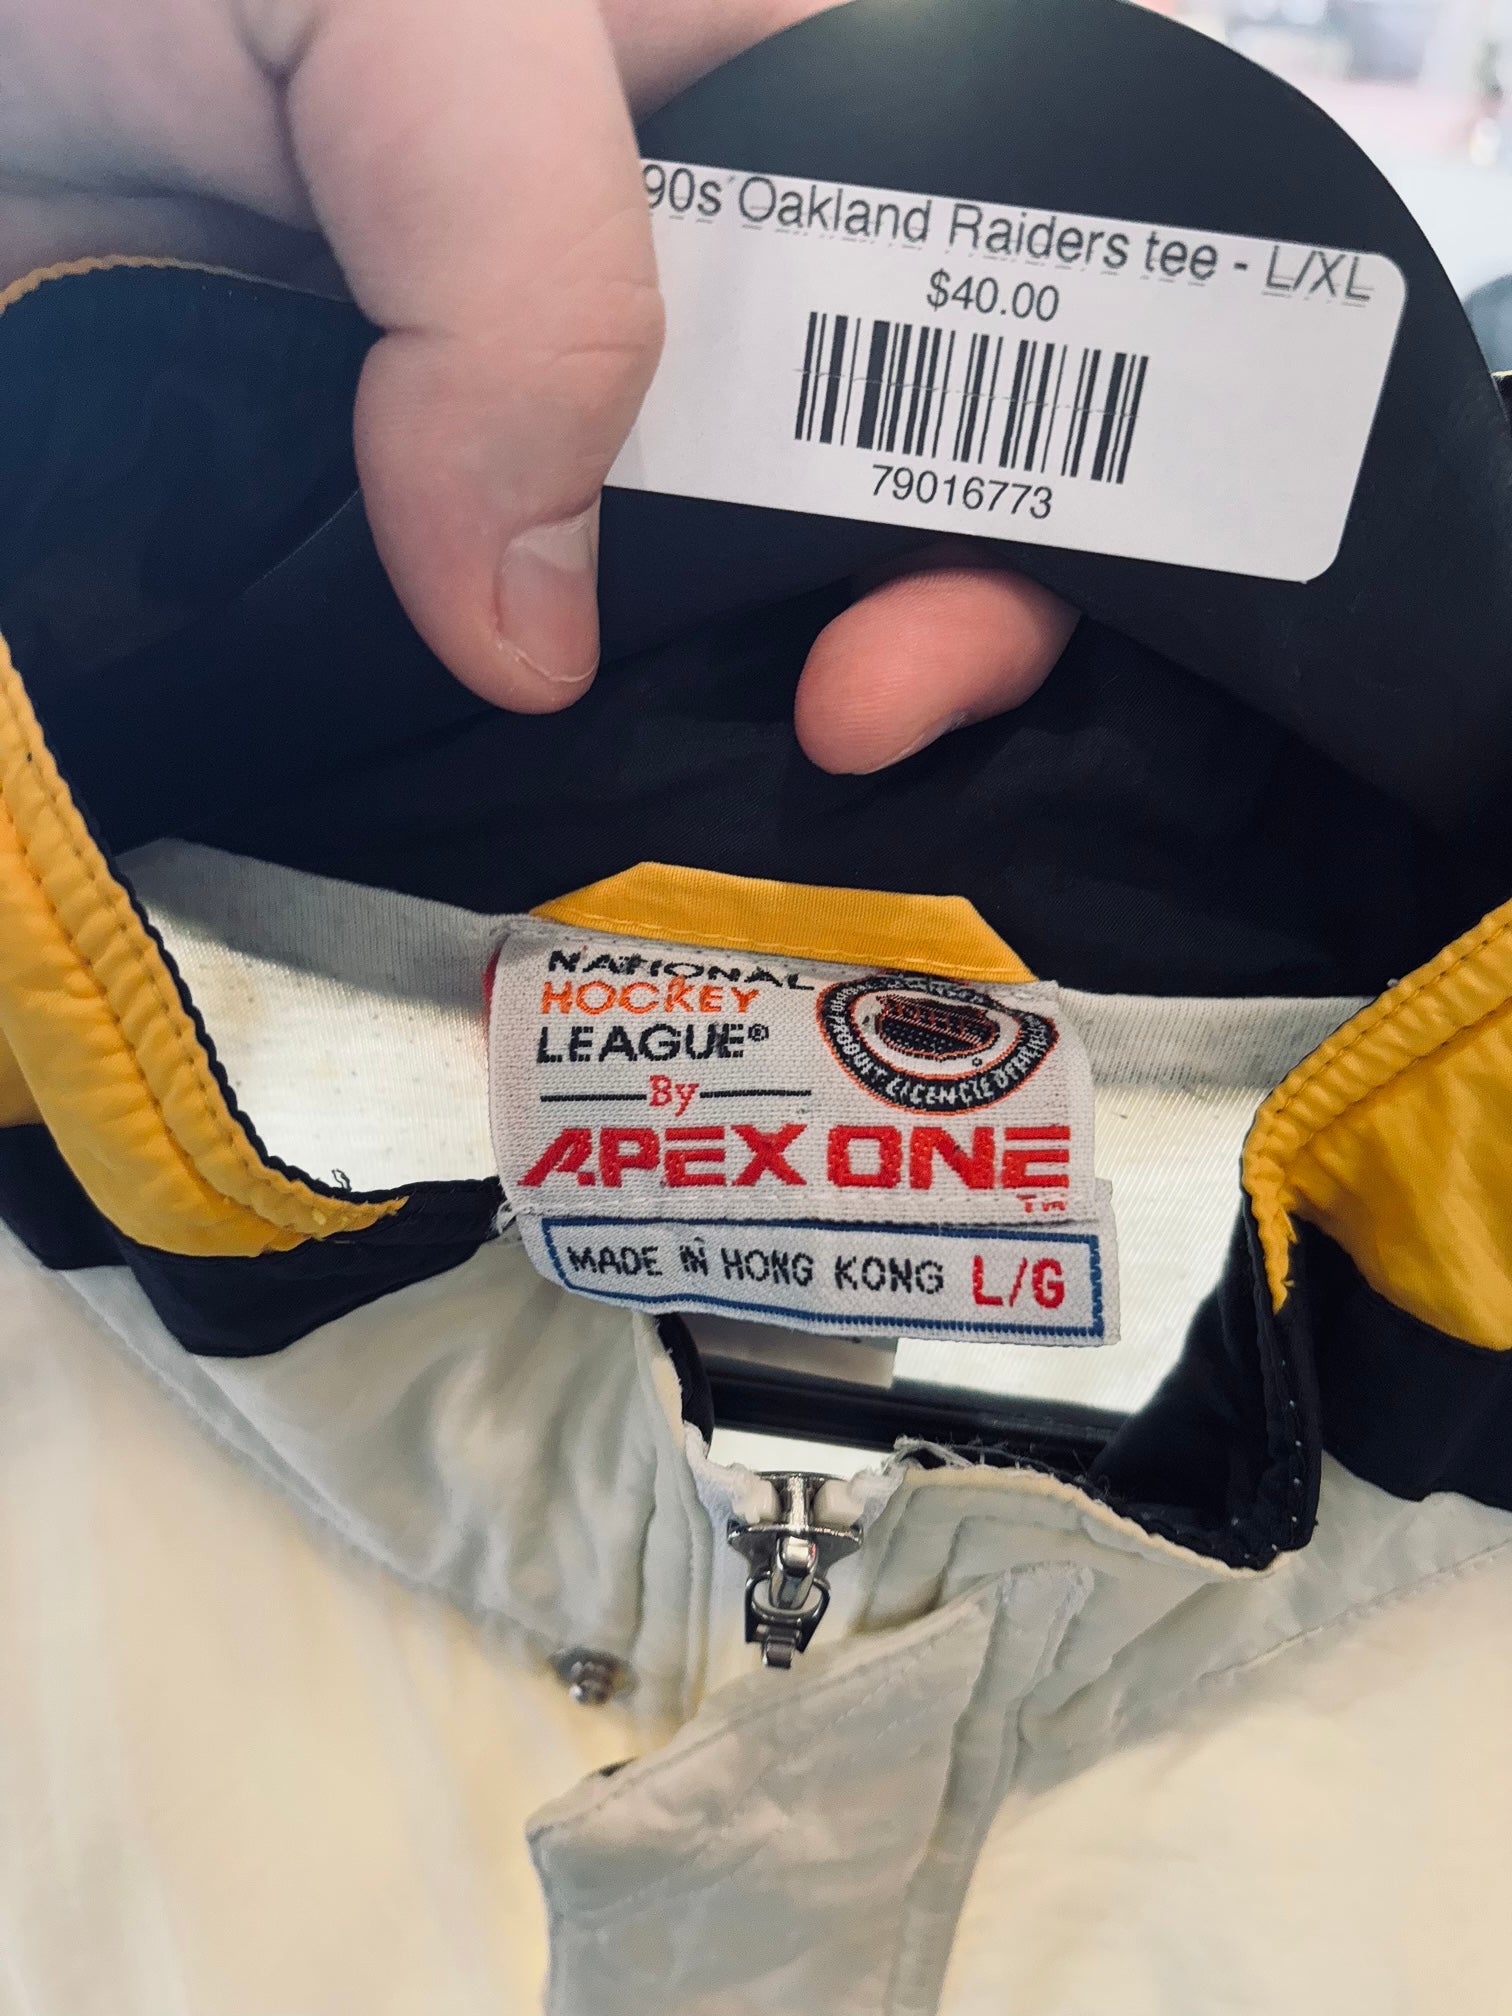 90s Oakland Raiders tee - L/XL
$40.00
79016773
NATIONAL
HOCKEY
LEAGUE®
By
APEX ONE
TM
MADE IN HONG KONG L/G